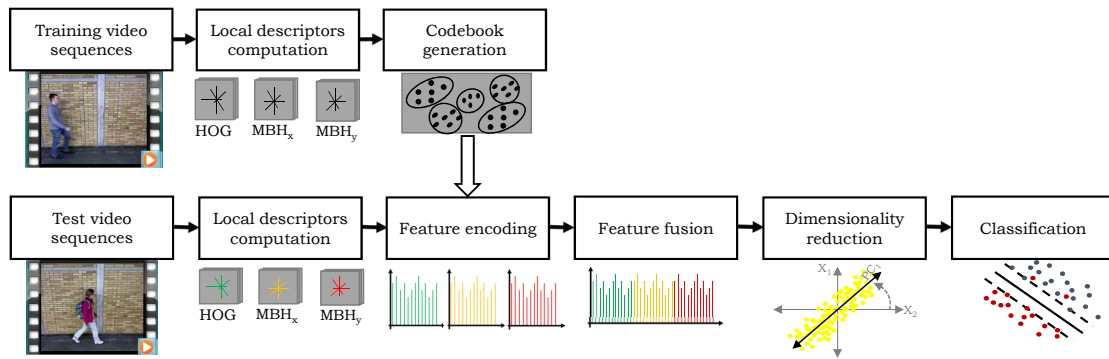 Training video
sequences
Local descriptors
computation
Codebook
generation
HOG
MBHx
MBHy
Test video
sequences
Local descriptors
computation
Feature encoding
Feature fusion
Dimensionality
reduction
Classification
HOG
MBHx
MBHy
X1
PC1
X2